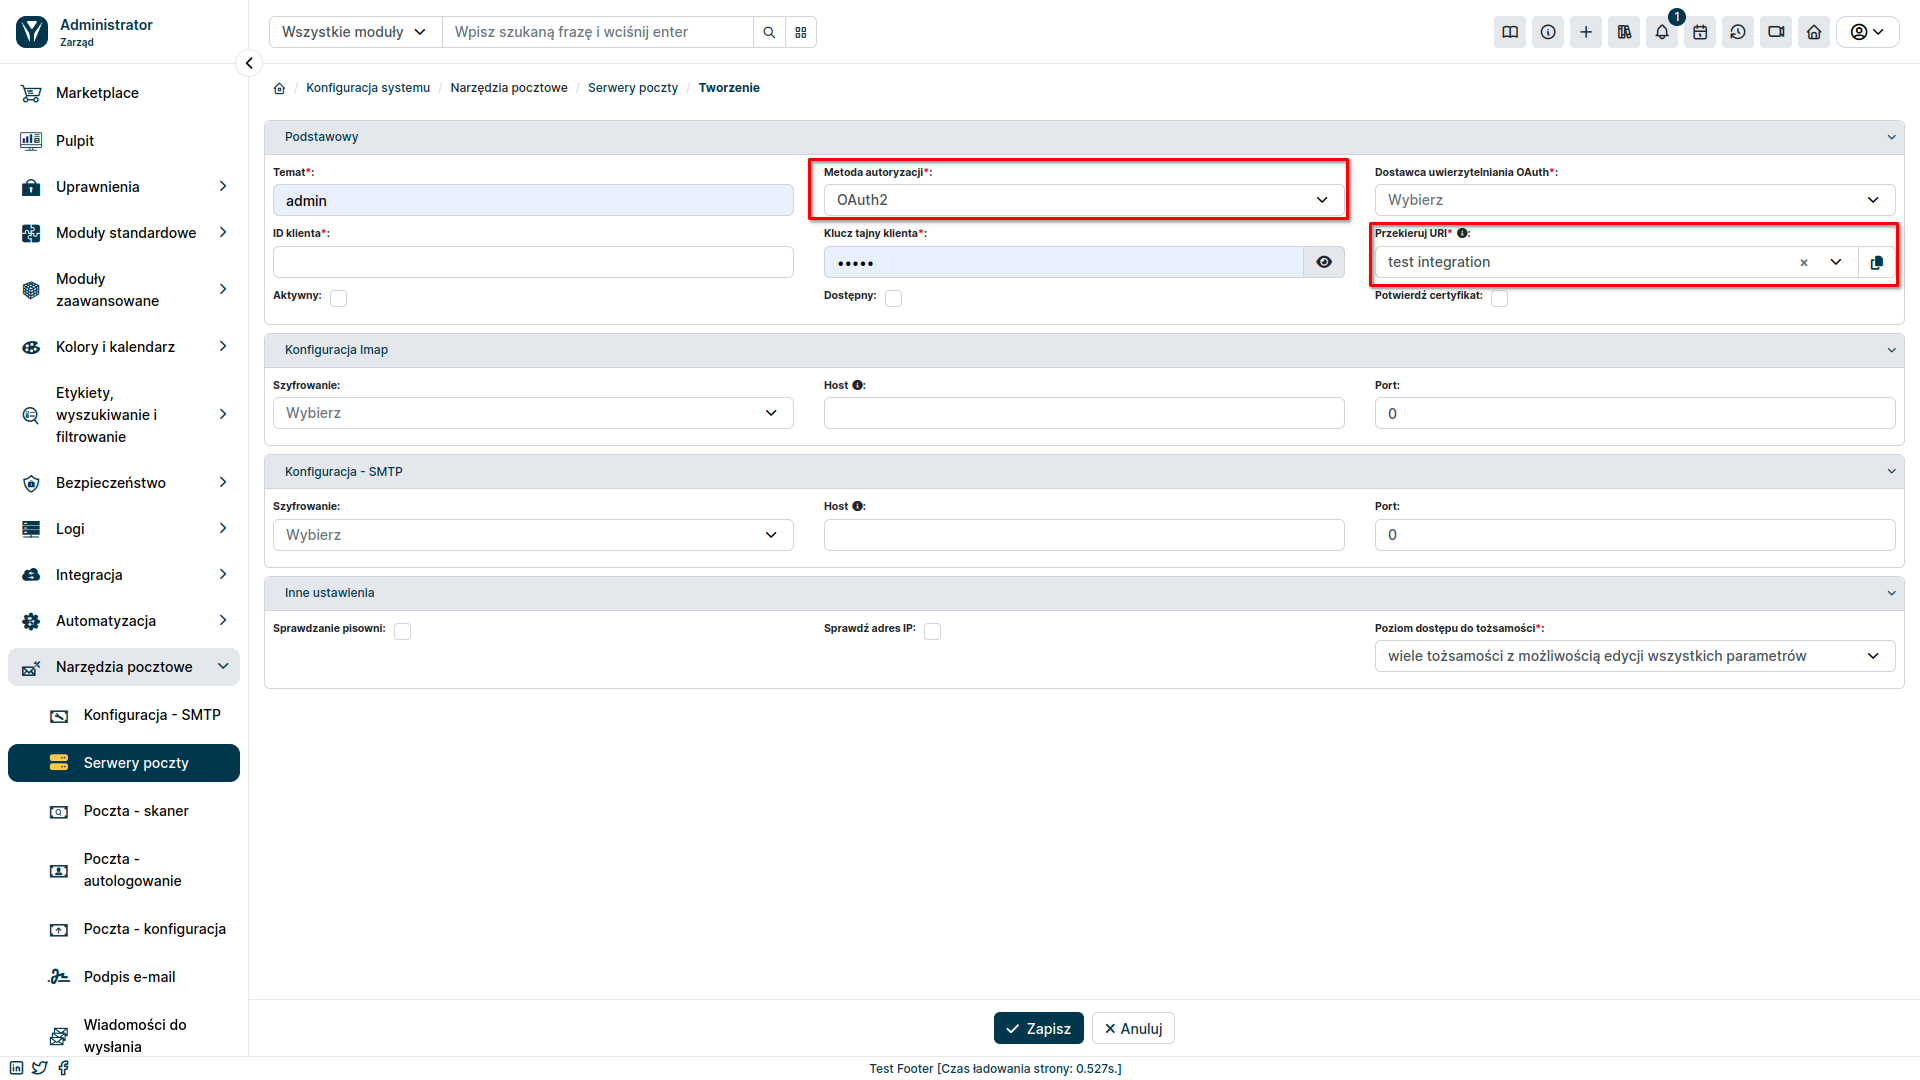 Administrator
Zarząd
Wszystkie moduły
Wpisz szukaną frazę i wciśnij enter
1
Konfiguracja systemu / Narzędzia pocztowe / Serwery poczty / Tworzenie
Marketplace
Pulpit
Uprawnienia
Moduły standardowe
Moduły
zaawansowane
Kolory i kalendarz
Etykiety,
wyszukiwanie i
filtrowanie
Bezpieczeństwo
Logi
Integracja
Automatyzacja
Narzędzia pocztowe
Konfiguracja - SMTP
Serwery poczty
Poczta - skaner
Poczta -
autologowanie
Poczta - konfiguracja
Podpis e-mail
Wiadomości do
wysłania
Podstawowy
Temat*:
admin
Metoda autoryzacji*:
OAuth2
Dostawca uwierzytelniania OAuth*:
Wybierz
ID klienta*:
Klucz tajny klienta*:
•••••
Przekieruj URI* :
test integration ×
Aktywny:
Dostępny:
Potwierdź certyfikat:
Konfiguracja Imap
Szyfrowanie:
Wybierz
Host :
Port:
0
Konfiguracja - SMTP
Szyfrowanie:
Wybierz
Host :
Port:
0
Inne ustawienia
Sprawdzanie pisowni:
Sprawdź adres IP:
Poziom dostępu do tożsamości*:
wiele tożsamości z możliwością edycji wszystkich parametrów
Zapisz
Anuluj
Test Footer [Czas ładowania strony: 0.527s.]